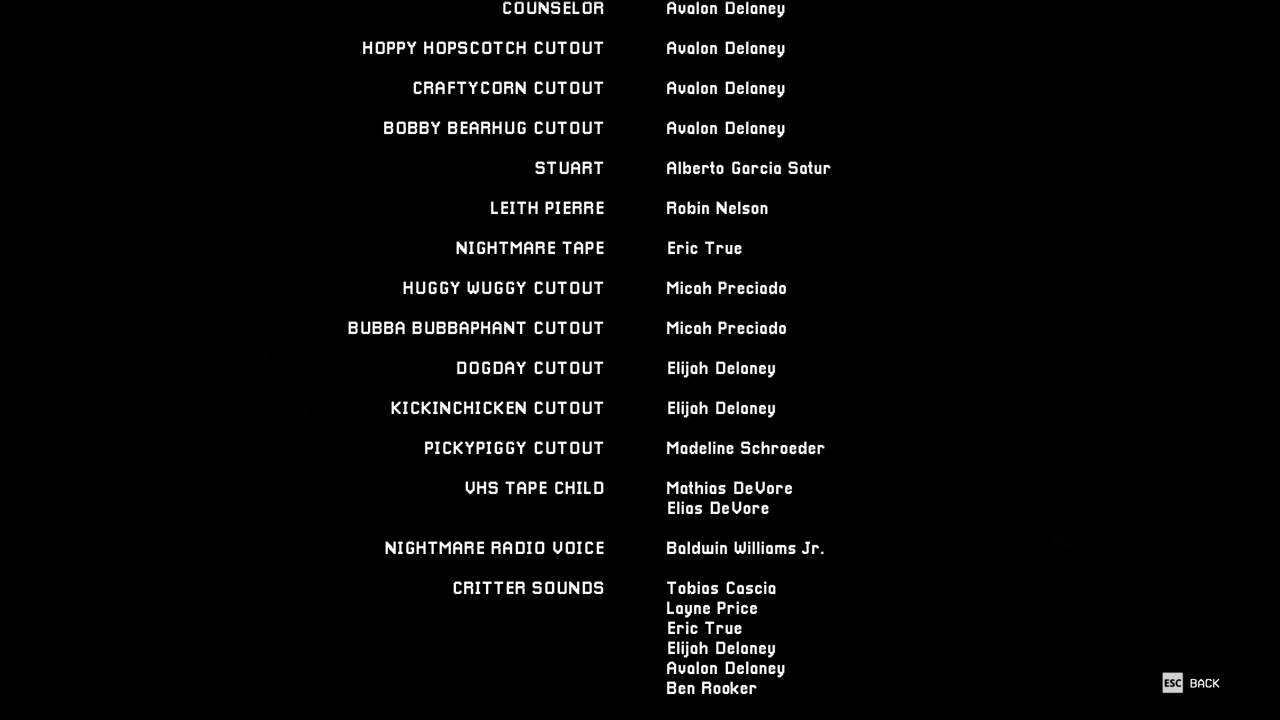 COUNSELOR Avalon Delaney
HOPPY HOPSCOTCH CUTOUT Avalon Delaney
CRAFTYCORN CUTOUT Avalon Delaney
BOBBY BEARHUG CUTOUT Avalon Delaney
STUART Alberto Garcia Satur
LEITH PIERRE Robin Nelson
NIGHTMARE TAPE Eric True
HUGGY WUGGY CUTOUT Micah Preciado
BUBBA BUBBAPHANT CUTOUT Micah Preciado
DOGDAY CUTOUT Elijah Delaney
KICKINCHICKEN CUTOUT Elijah Delaney
PICKYPIGGY CUTOUT Madeline Schroeder
VHS TAPE CHILD Mathias DeVore
Elias DeVore
NIGHTMARE RADIO VOICE Baldwin Williams Jr.
CRITTER SOUNDS Tobias Cascia
Layne Price
Eric True
Elijah Delaney
Avalon Delaney
Ben Rooker
ESC BACK